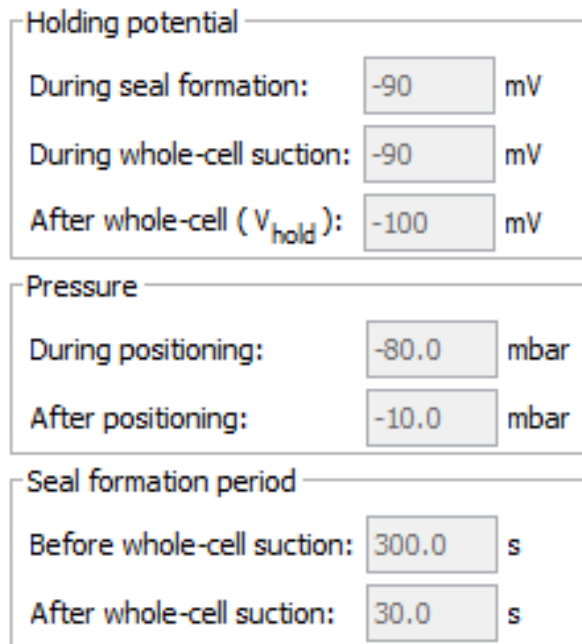 Holding potential
During seal formation: -90 mV
During whole-cell suction: -90 mV
After whole-cell ( Vhold ): -100 mV
Pressure
During positioning: -80.0 mbar
After positioning: -10.0 mbar
Seal formation period
Before whole-cell suction: 300.0 s
After whole-cell suction: 30.0 s